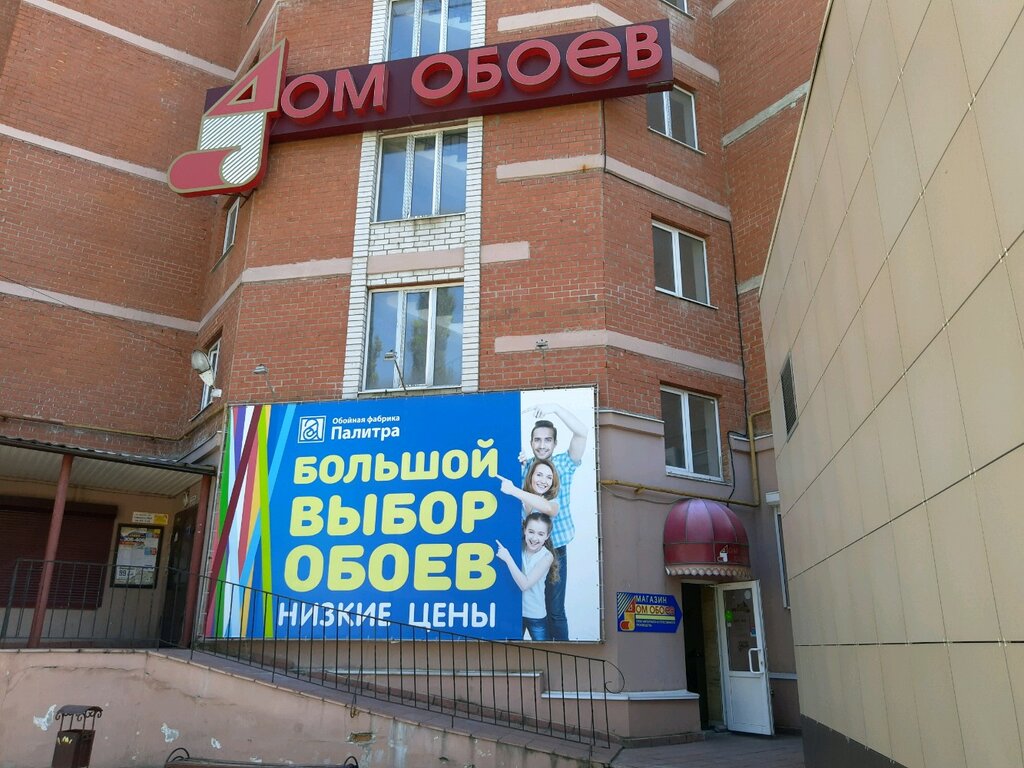 ДОМ ОБОЕВ
Обойная фабрика
Палитра
БОЛЬШОЙ
ВЫБОР
ОБОЕВ
НИЗКИЕ ЦЕНЫ
МАГАЗИН
ДОМ ОБОЕВ